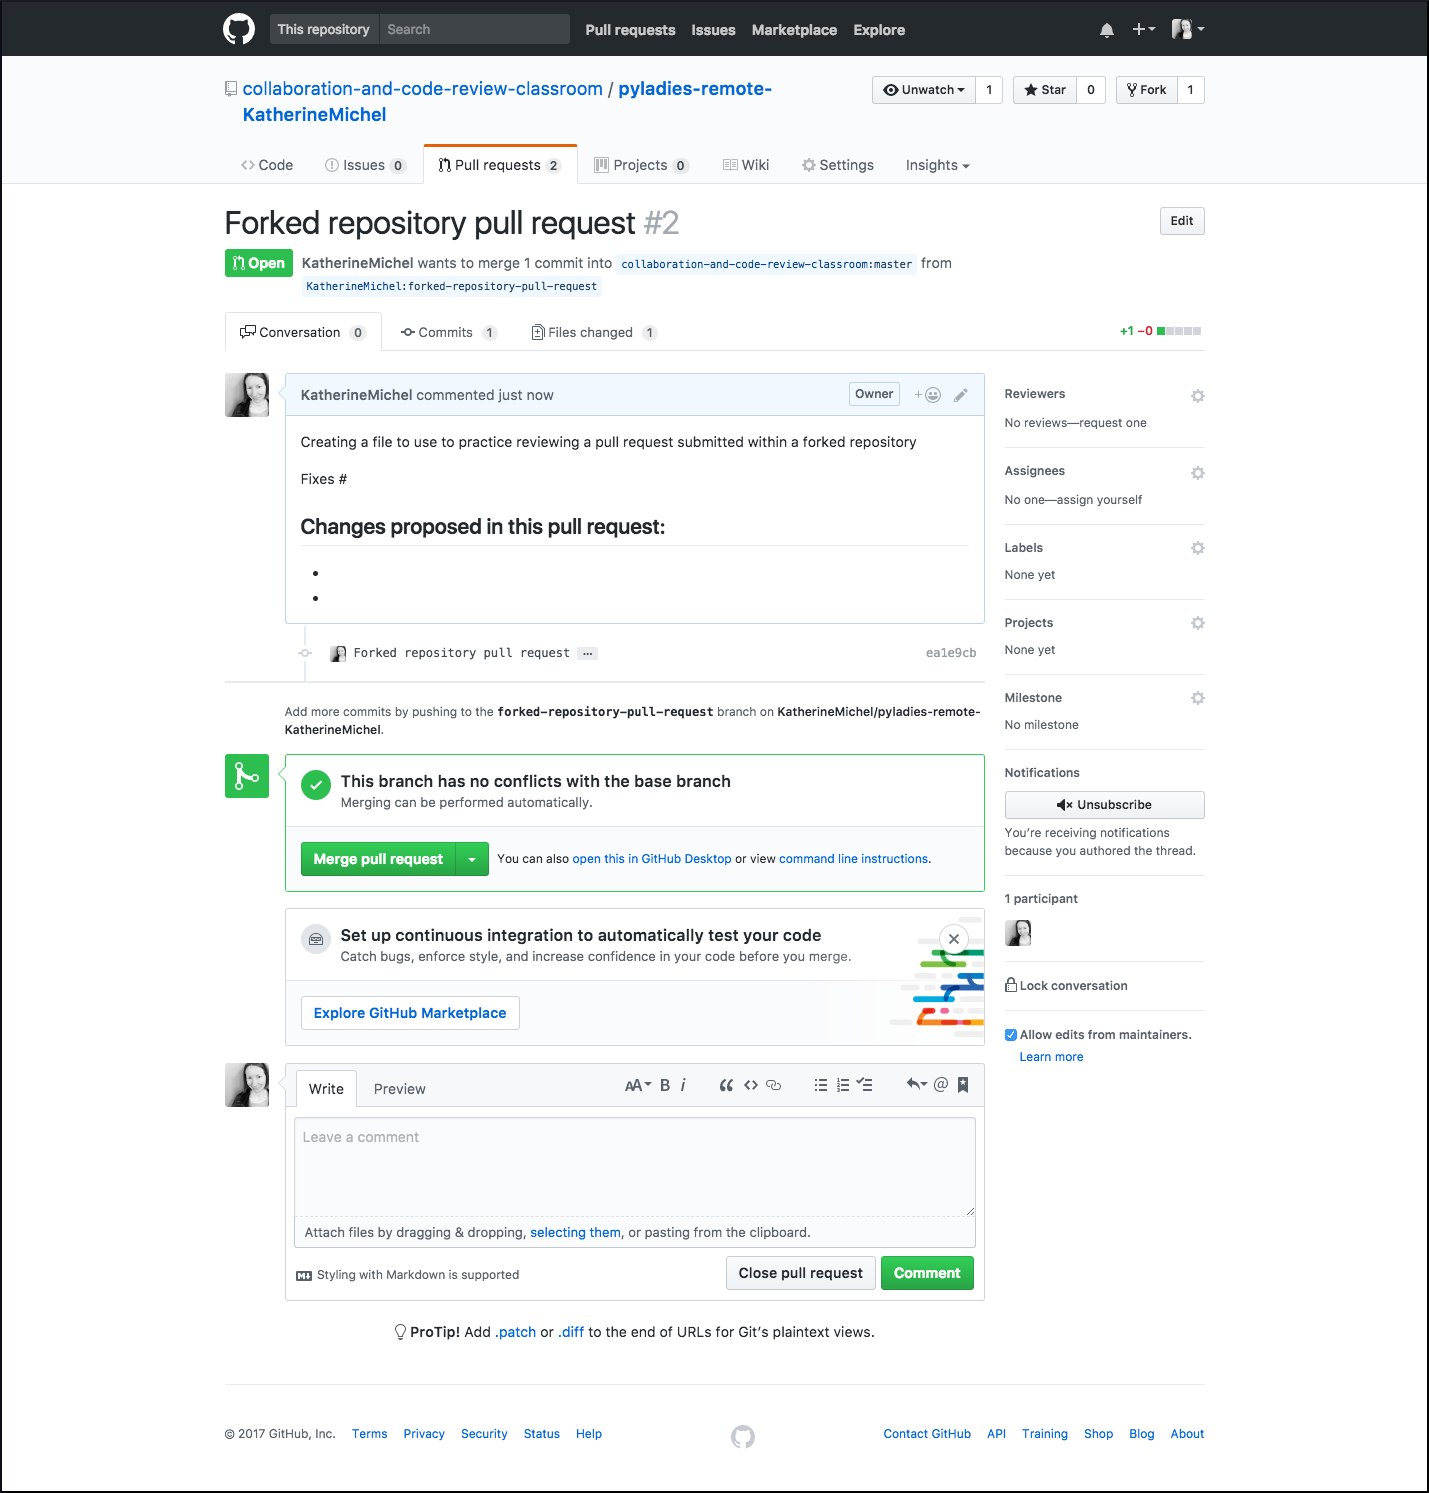 This repository Search Pull requests Issues Marketplace Explore
collaboration-and-code-review-classroom / pyladies-remote-
KatherineMichel
Unwatch 1 Star 0 Fork 1
Code Issues 0 Pull requests 2 Projects 0 Wiki Settings Insights
Forked repository pull request #2
Edit
Open KatherineMichel wants to merge 1 commit into collaboration-and-code-review-classroom:master from
KatherineMichel:forked-repository-pull-request
Conversation 0 Commits 1 Files changed 1 +1 −0
KatherineMichel commented just now Owner
Creating a file to use to practice reviewing a pull request submitted within a forked repository
Fixes #
Changes proposed in this pull request:
•
•
Forked repository pull request … ea1e9cb
Add more commits by pushing to the forked-repository-pull-request branch on KatherineMichel/pyladies-remote-
KatherineMichel.
This branch has no conflicts with the base branch
Merging can be performed automatically.
Merge pull request You can also open this in GitHub Desktop or view command line instructions.
Set up continuous integration to automatically test your code
Catch bugs, enforce style, and increase confidence in your code before you merge.
Explore GitHub Marketplace
Write Preview AA B i “ <> @
Leave a comment
Attach files by dragging & dropping, selecting them, or pasting from the clipboard.
Styling with Markdown is supported
Close pull request Comment
ProTip! Add .patch or .diff to the end of URLs for Git’s plaintext views.
Reviewers
No reviews—request one
Assignees
No one—assign yourself
Labels
None yet
Projects
None yet
Milestone
No milestone
Notifications
Unsubscribe
You’re receiving notifications
because you authored the thread.
1 participant
Lock conversation
Allow edits from maintainers.
Learn more
© 2017 GitHub, Inc. Terms Privacy Security Status Help Contact GitHub API Training Shop Blog About